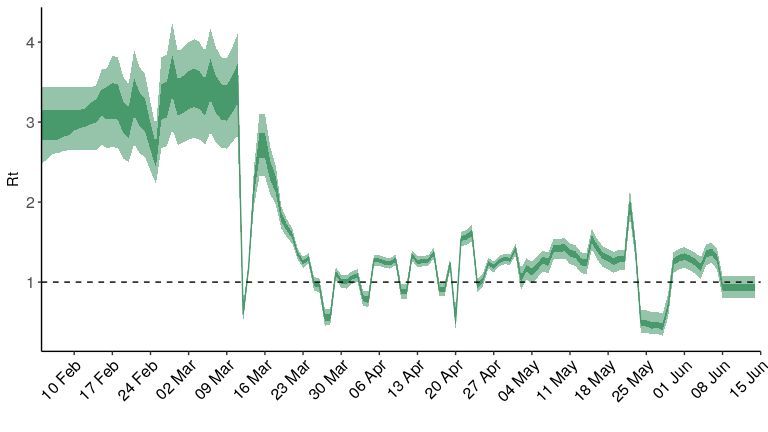 4
3
2
1
Rt
10 Feb
17 Feb
24 Feb
02 Mar
09 Mar
16 Mar
23 Mar
30 Mar
06 Apr
13 Apr
20 Apr
27 Apr
04 May
11 May
18 May
25 May
01 Jun
08 Jun
15 Jun